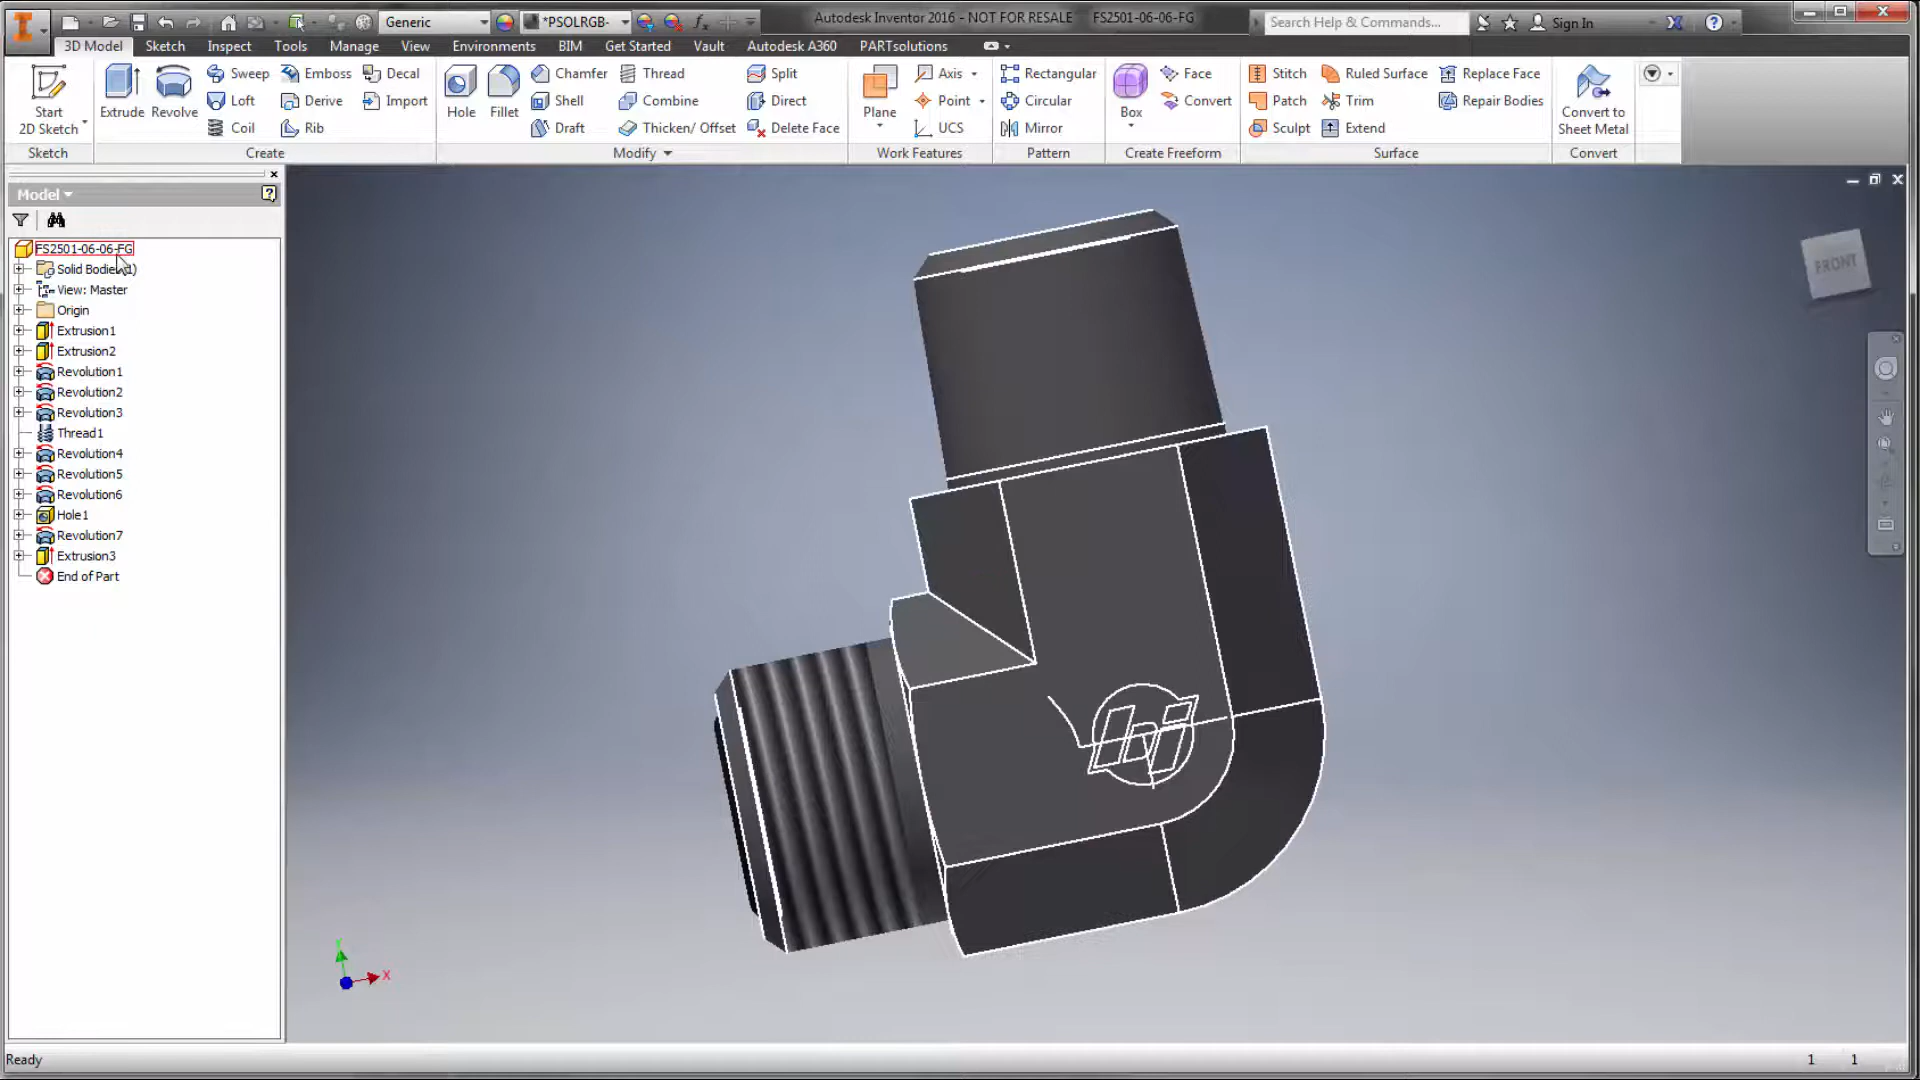 Generic
*PSOLRGB-
Autodesk Inventor 2016 - NOT FOR RESALE FS2501-06-06-FG
Search Help & Commands...
Sign In
3D Model Sketch Inspect Tools Manage View Environments BIM Get Started Vault Autodesk A360 PARTsolutions
Start
2D Sketch
Sketch
Extrude
Revolve
Sweep Emboss Decal
Loft Derive Import
Coil Rib
Create
Hole
Fillet
Chamfer Thread Split
Shell Combine Direct
Draft Thicken/ Offset Delete Face
Modify
Plane
Axis
Point
UCS
Work Features
Rectangular
Circular
Mirror
Pattern
Box
Face
Convert
Create Freeform
Stitch Ruled Surface Replace Face
Patch Trim Repair Bodies
Sculpt Extend
Surface
Convert to
Sheet Metal
Convert
Model
FS2501-06-06-FG
View: Master
Origin
Extrusion1
Extrusion2
Revolution1
Revolution2
Revolution3
Thread1
Revolution4
Revolution5
Revolution6
Hole1
Revolution7
Extrusion3
End of Part
FRONT
Y
X
Ready
1 1